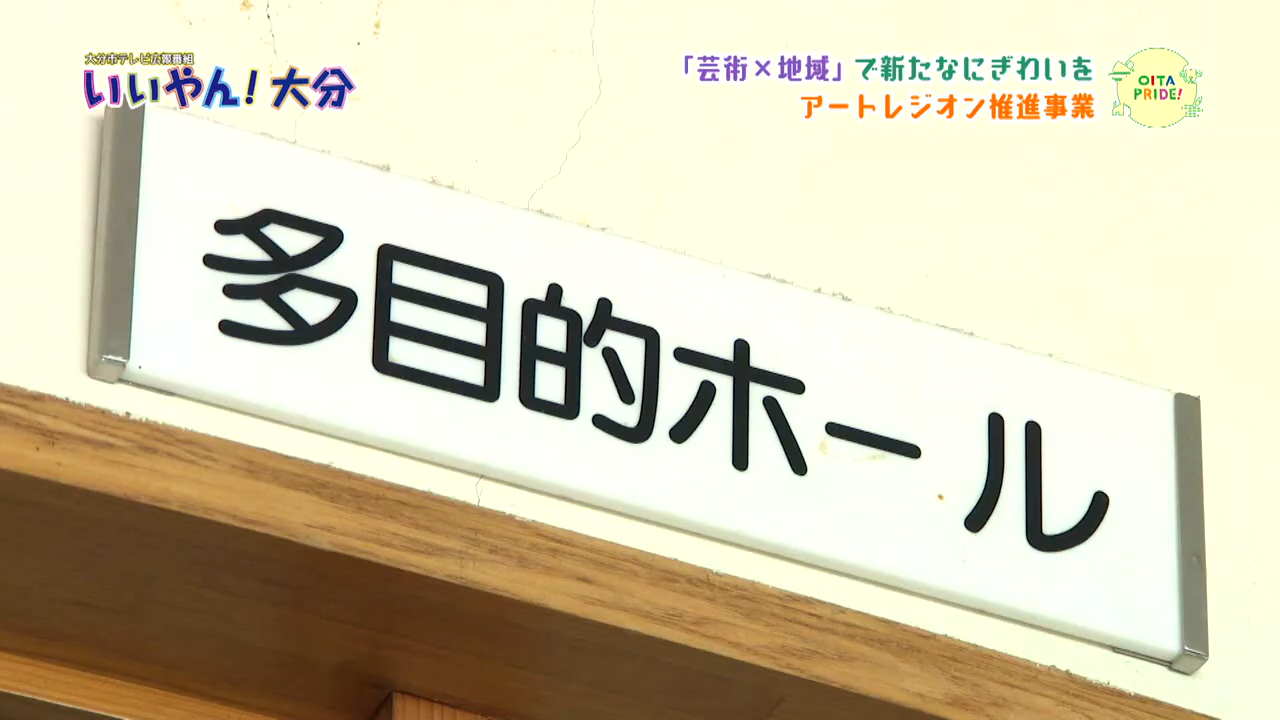 大分市テレビ広報番組
いいやん!大分
「芸術×地域」で新たなにぎわいを
アートレジオン推進事業
OITA
PRIDE!
多目的ホール